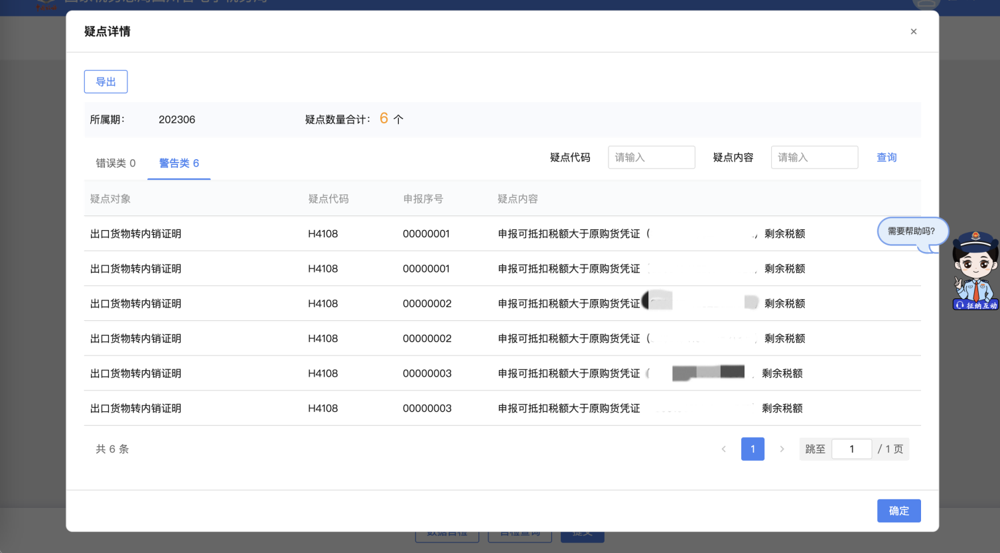 疑点详情
×
导出
所属期： 202306 疑点数量合计： 6 个
错误类 0 警告类 6 疑点代码 请输入 疑点内容 请输入 查询
疑点对象 疑点代码 申报序号 疑点内容
出口货物转内销证明 H4108 00000001 申报可抵扣税额大于原购货凭证（ 剩余税额
出口货物转内销证明 H4108 00000001 申报可抵扣税额大于原购货凭证 剩余税额
出口货物转内销证明 H4108 00000002 申报可抵扣税额大于原购货凭证 剩余税额
出口货物转内销证明 H4108 00000002 申报可抵扣税额大于原购货凭证（ 剩余税额
出口货物转内销证明 H4108 00000003 申报可抵扣税额大于原购货凭证（ 剩余税额
出口货物转内销证明 H4108 00000003 申报可抵扣税额大于原购货凭证 剩余税额
需要帮助吗？
征纳互动
共 6 条 < 1 > 跳至 1 / 1 页
确定
数据自检 自检查询 提交